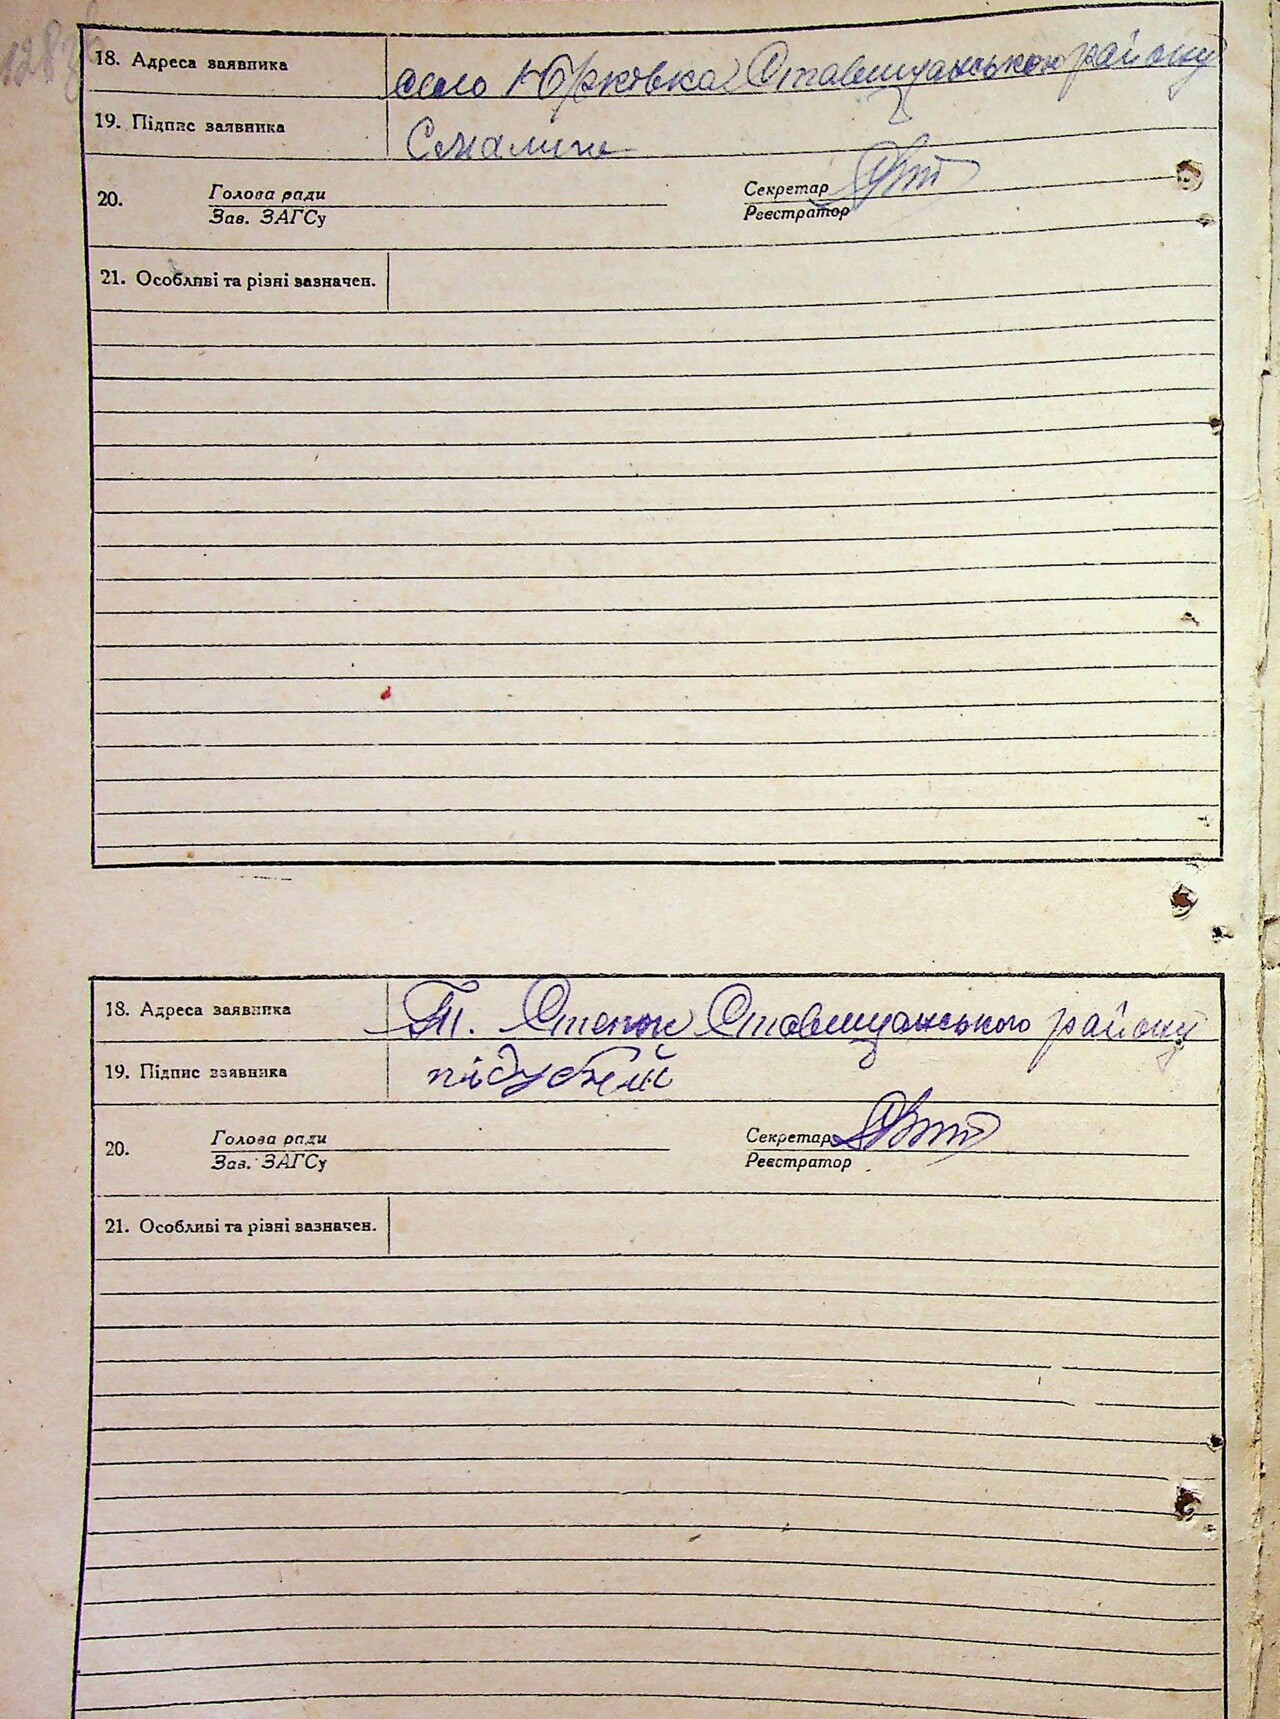 128зв
18. Адреса заявника село Юрковка Ставищанського району
19. Підпис заявника
20. Голова ради Секретар
Зав. ЗАГСу Реєстратор
21. Особливі та різні зазначен.
18. Адреса заявника Ставищанського району
19. Підпис заявника підубний
20. Голова ради Секретар
Зав. ЗАГСу Реєстратор
21. Особливі та різні зазначен.